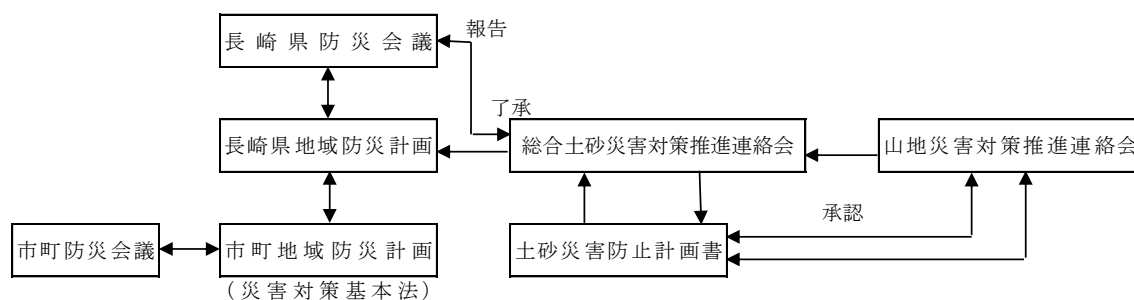 長崎県防災会議
報告
了承
長崎県地域防災計画
総合土砂災害対策推進連絡会
山地災害対策推進連絡会
承認
市町防災会議
市町地域防災計画
土砂災害防止計画書
(災害対策基本法)